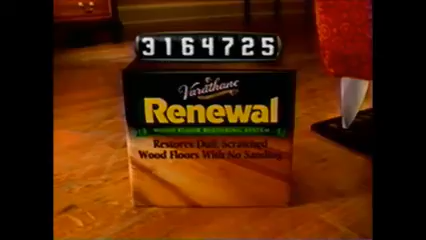 3164725
Varathane
Renewal
WOOD FLOOR RESTORING SYSTEM
Restores Dull, Scratched
Wood Floors With No Sanding